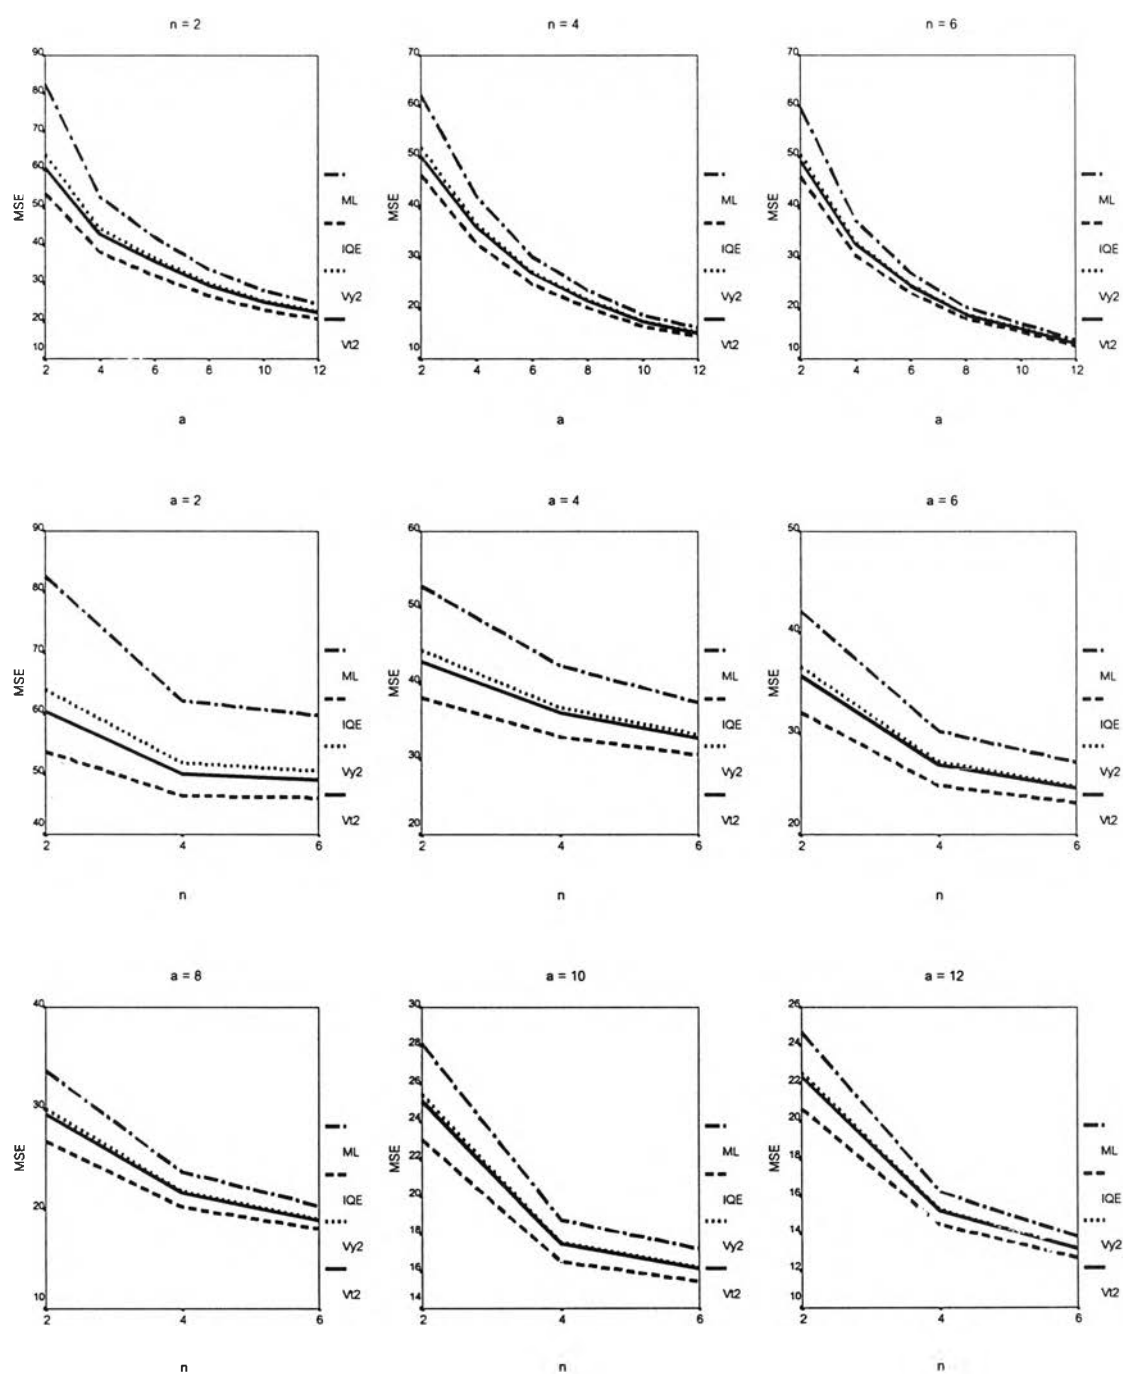 n = 2
n = 4
n = 6
90
80
70
60
50
40
30
20
10
2
4
6
8
10
12
MSE
a
ML
IQE
Vy2
Vt2
70
60
50
40
30
20
10
2
4
6
8
10
12
MSE
a
ML
IQE
Vy2
Vt2
70
60
50
40
30
20
10
2
4
6
8
10
12
MSE
a
ML
IQE
Vy2
Vt2
a = 2
a = 4
a = 6
90
80
70
60
50
40
2
4
6
MSE
n
ML
IQE
Vy2
Vt2
60
50
40
30
20
2
4
6
MSE
n
ML
IQE
Vy2
Vt2
50
40
30
20
2
4
6
MSE
n
ML
IQE
Vy2
Vt2
a = 8
a = 10
a = 12
40
30
20
10
2
4
6
MSE
n
ML
IQE
Vy2
Vt2
30
28
26
24
22
20
18
16
14
2
4
6
MSE
n
ML
IQE
Vy2
Vt2
26
24
22
20
18
16
14
12
10
2
4
6
MSE
n
ML
IQE
Vy2
Vt2